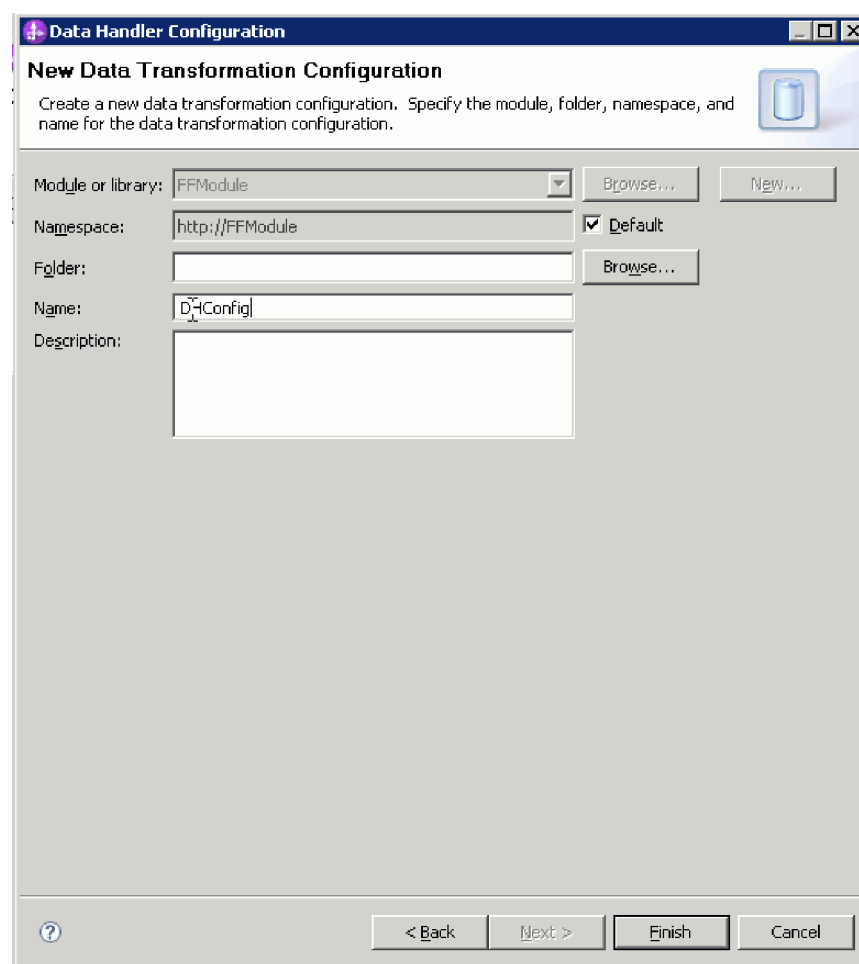 Data Handler Configuration
New Data Transformation Configuration
Create a new data transformation configuration. Specify the module, folder, namespace, and
name for the data transformation configuration.
Module or library: FFModule Browse... New...
Namespace: http://FFModule Default
Folder: Browse...
Name: DHConfig
Description:
< Back Next > Finish Cancel